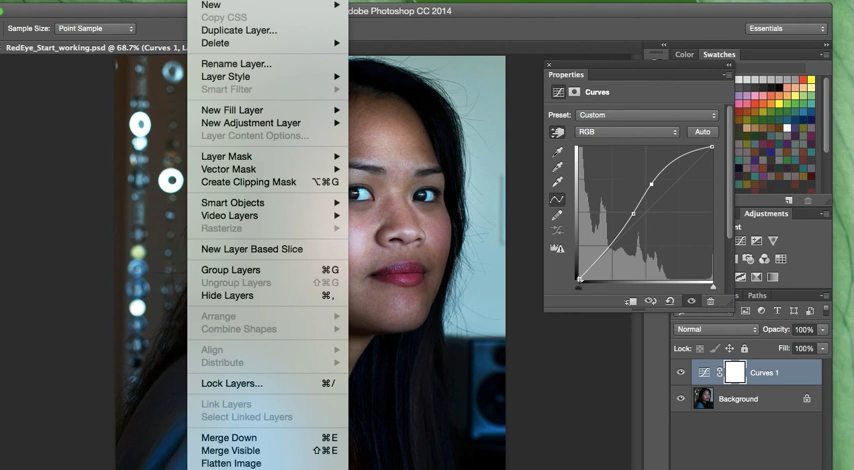 Adobe Photoshop CC 2014
Sample Size: Point Sample
Essentials
RedEye_Start_working.psd @ 68.7% (Curves 1, L
New
Copy CSS
Duplicate Layer...
Delete
Rename Layer...
Layer Style
Smart Filter
New Fill Layer
New Adjustment Layer
Layer Content Options...
Layer Mask
Vector Mask
Create Clipping Mask ⌥⌘G
Smart Objects
Video Layers
Rasterize
New Layer Based Slice
Group Layers ⌘G
Ungroup Layers ⇧⌘G
Hide Layers ⌘,
Arrange
Combine Shapes
Align
Distribute
Lock Layers... ⌘/
Link Layers
Select Linked Layers
Merge Down ⌘E
Merge Visible ⇧⌘E
Flatten Image
Properties
Curves
Preset: Custom
RGB
Auto
Color Swatches
Adjustments
Paths
Normal Opacity: 100%
Lock: Fill: 100%
Curves 1
Background